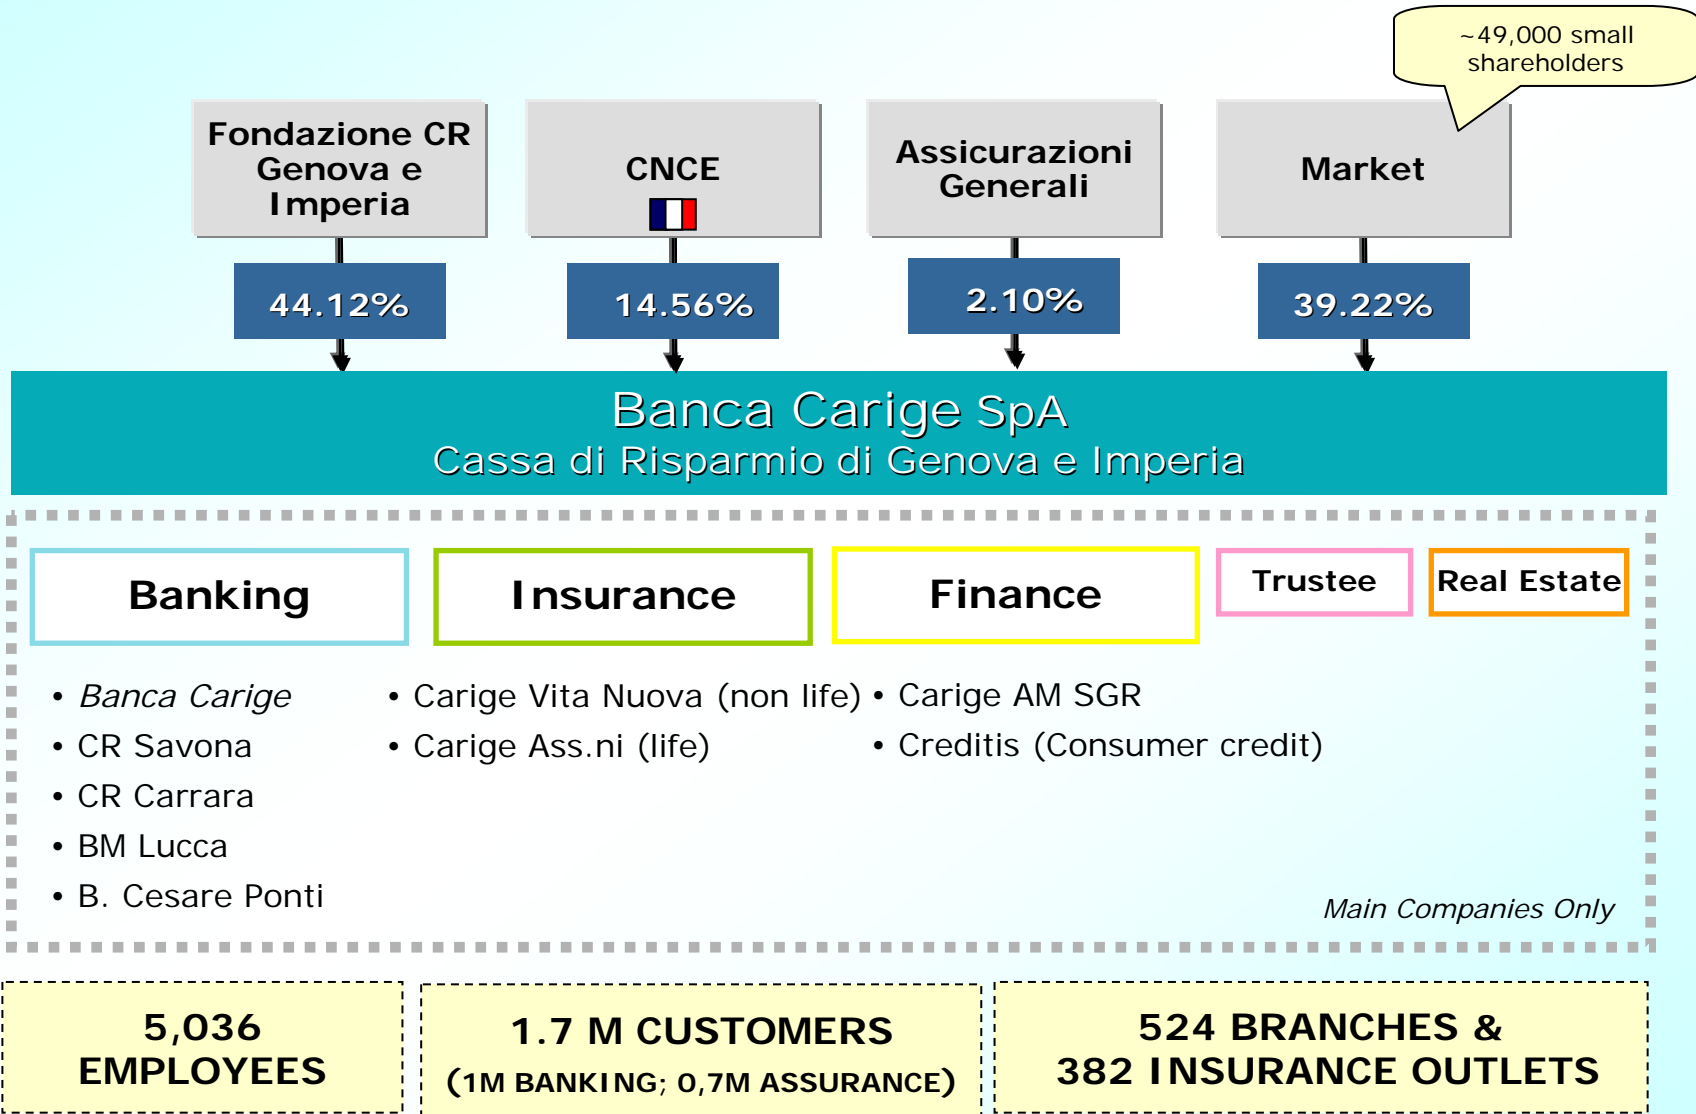 ~49,000 small
shareholders
Fondazione CR
Genova e
Imperia
CNCE
Assicurazioni
Generali
Market
44.12%
14.56%
2.10%
39.22%
Banca Carige SpA
Cassa di Risparmio di Genova e Imperia
Banking
Insurance
Finance
Trustee
Real Estate
• Banca Carige
• CR Savona
• CR Carrara
• BM Lucca
• B. Cesare Ponti
• Carige Vita Nuova (non life)
• Carige Ass.ni (life)
• Carige AM SGR
• Creditis (Consumer credit)
Main Companies Only
5,036
EMPLOYEES
1.7 M CUSTOMERS
(1M BANKING; 0,7M ASSURANCE)
524 BRANCHES &
382 INSURANCE OUTLETS